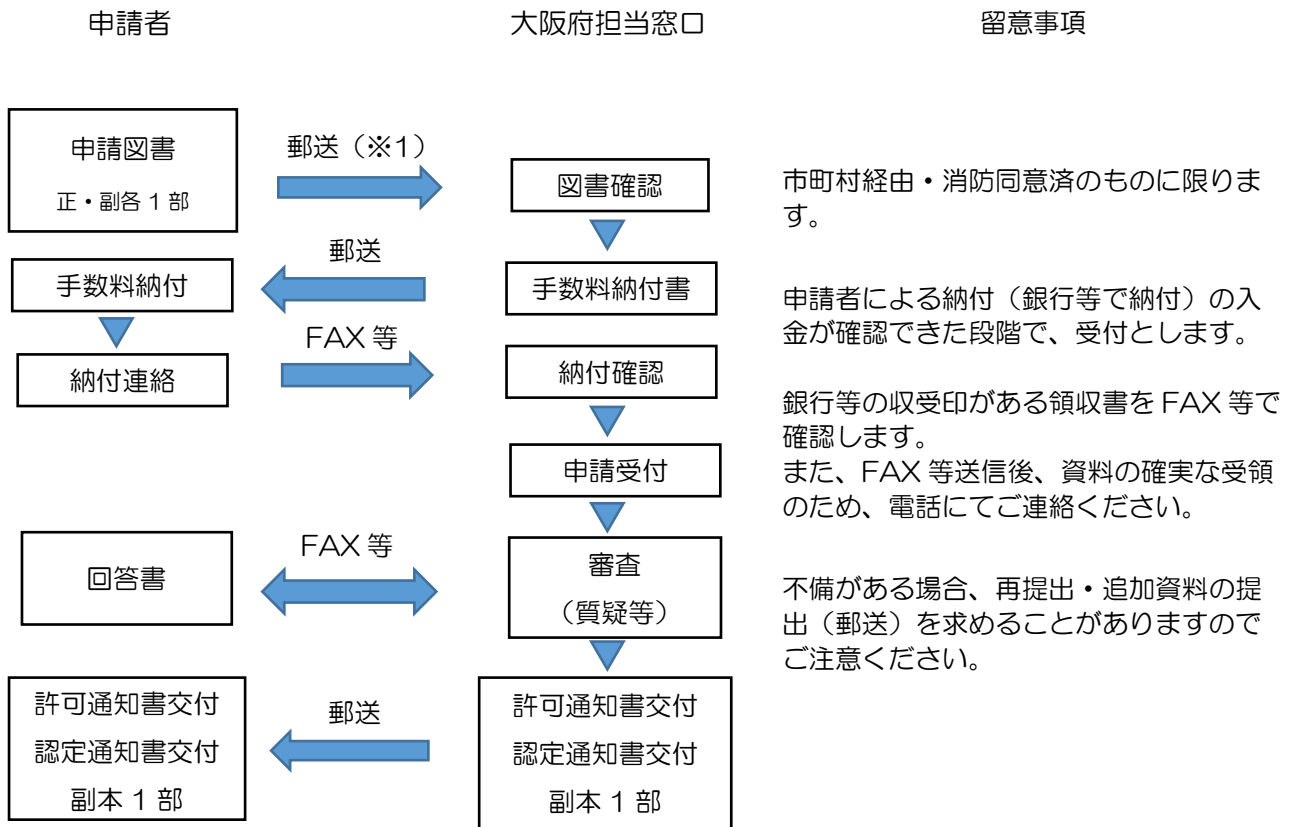 申請者
大阪府担当窓口
留意事項
申請図書
正・副各 1 部
郵送（※1）
図書確認
市町村経由・消防同意済のものに限りま
す。
郵送
手数料納付
手数料納付書
申請者による納付（銀行等で納付）の入
金が確認できた段階で、受付とします。
FAX 等
納付連絡
納付確認
銀行等の収受印がある領収書を FAX 等で
確認します。
また、FAX 等送信後、資料の確実な受領
のため、電話にてご連絡ください。
申請受付
FAX 等
回答書
審査
（質疑等）
不備がある場合、再提出・追加資料の提
出（郵送）を求めることがありますので
ご注意ください。
許可通知書交付
認定通知書交付
副本 1 部
郵送
許可通知書交付
認定通知書交付
副本 1 部